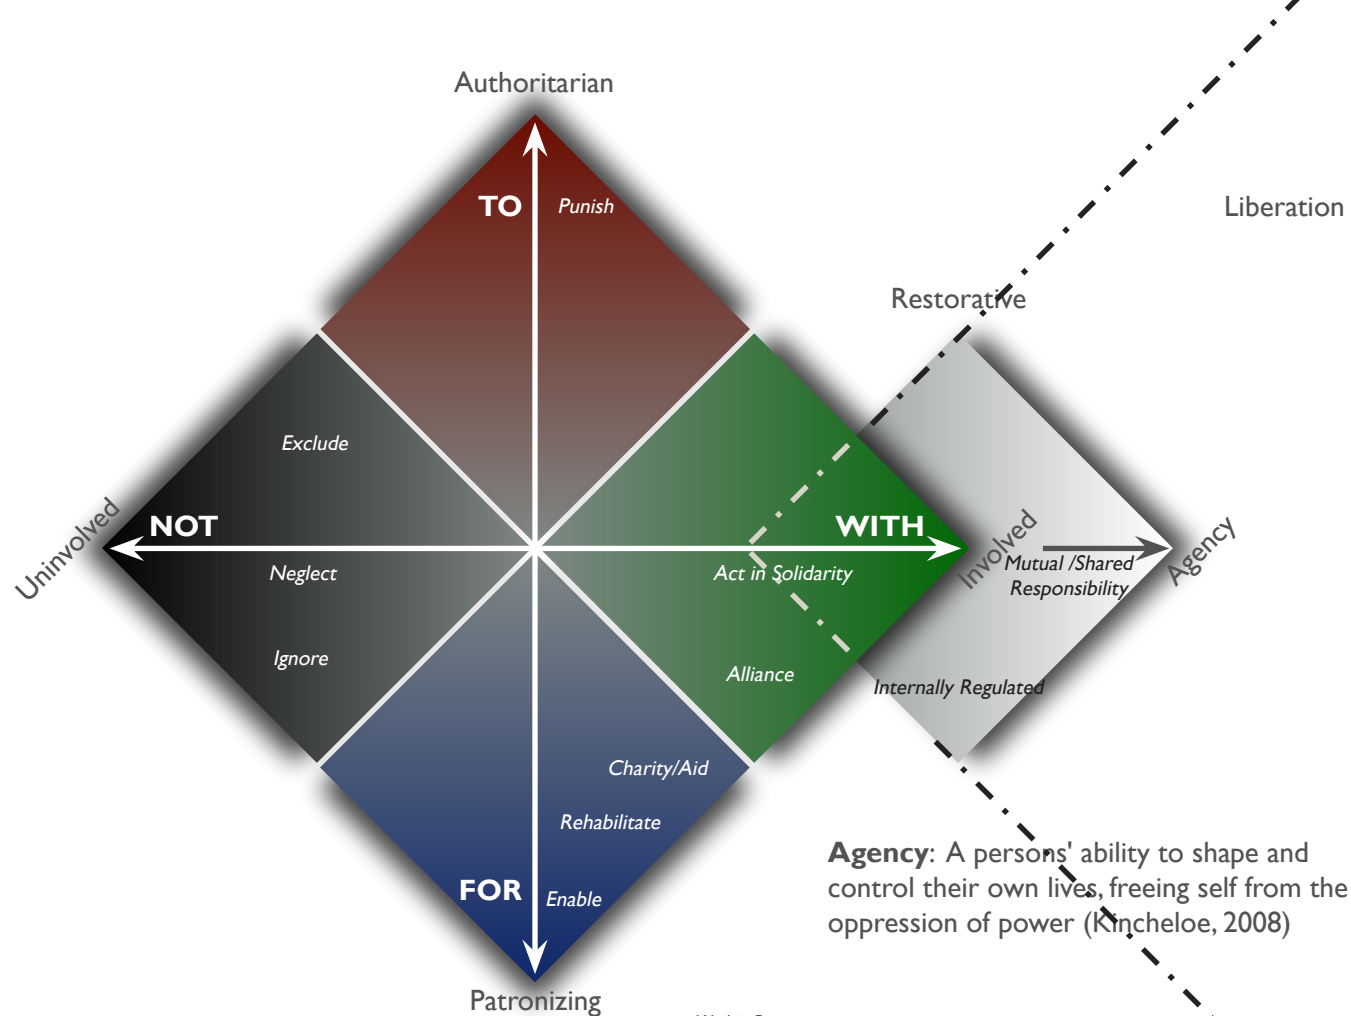 Authoritarian
TO
Punish
Liberation
Restorative
Exclude
Uninvolved
NOT
WITH
Involved
Agency
Neglect
Act in Solidarity
Mutual /Shared
Responsibility
Ignore
Alliance
Internally Regulated
Charity/Aid
Rehabilitate
Agency: A persons' ability to shape and
control their own lives, freeing self from the
oppression of power (Kincheloe, 2008)
FOR
Enable
Patronizing